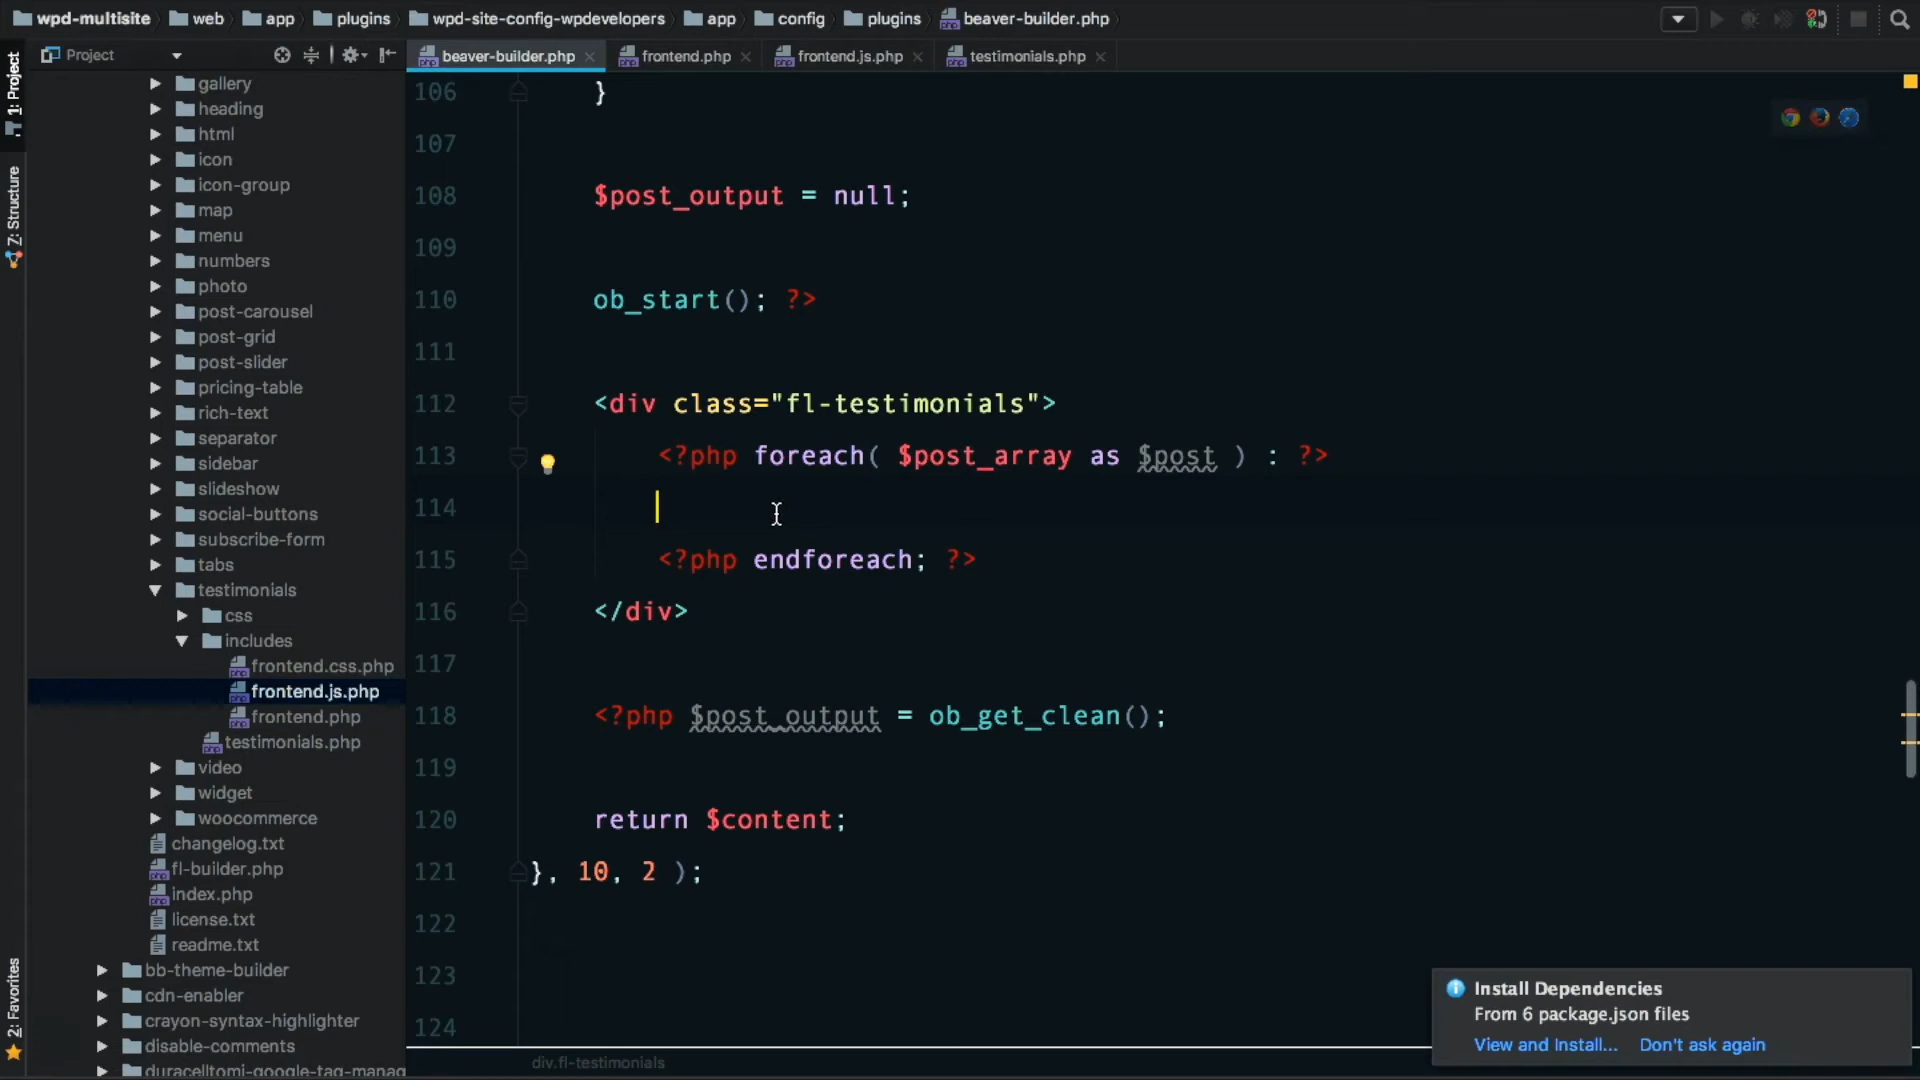 wpd-multisite web app plugins wpd-site-config-wpdevelopers app config plugins beaver-builder.php
Project
beaver-builder.php frontend.php frontend.js.php testimonials.php
1: Project
Z: Structure
2: Favorites
gallery
heading
html
icon
icon-group
map
menu
numbers
photo
post-carousel
post-grid
post-slider
pricing-table
rich-text
separator
sidebar
slideshow
social-buttons
subscribe-form
tabs
testimonials
css
includes
frontend.css.php
frontend.js.php
frontend.php
testimonials.php
video
widget
woocommerce
changelog.txt
fl-builder.php
index.php
license.txt
readme.txt
bb-theme-builder
cdn-enabler
crayon-syntax-highlighter
disable-comments
duracelltomi-google-tag-manag
106 }
107
108 $post_output = null;
109
110 ob_start(); ?>
111
112 <div class="fl-testimonials">
113 <?php foreach( $post_array as $post ) : ?>
114
115 <?php endforeach; ?>
116 </div>
117
118 <?php $post_output = ob_get_clean();
119
120 return $content;
121 }, 10, 2 );
122
123
124
div.fl-testimonials
Install Dependencies
From 6 package.json files
View and Install... Don't ask again